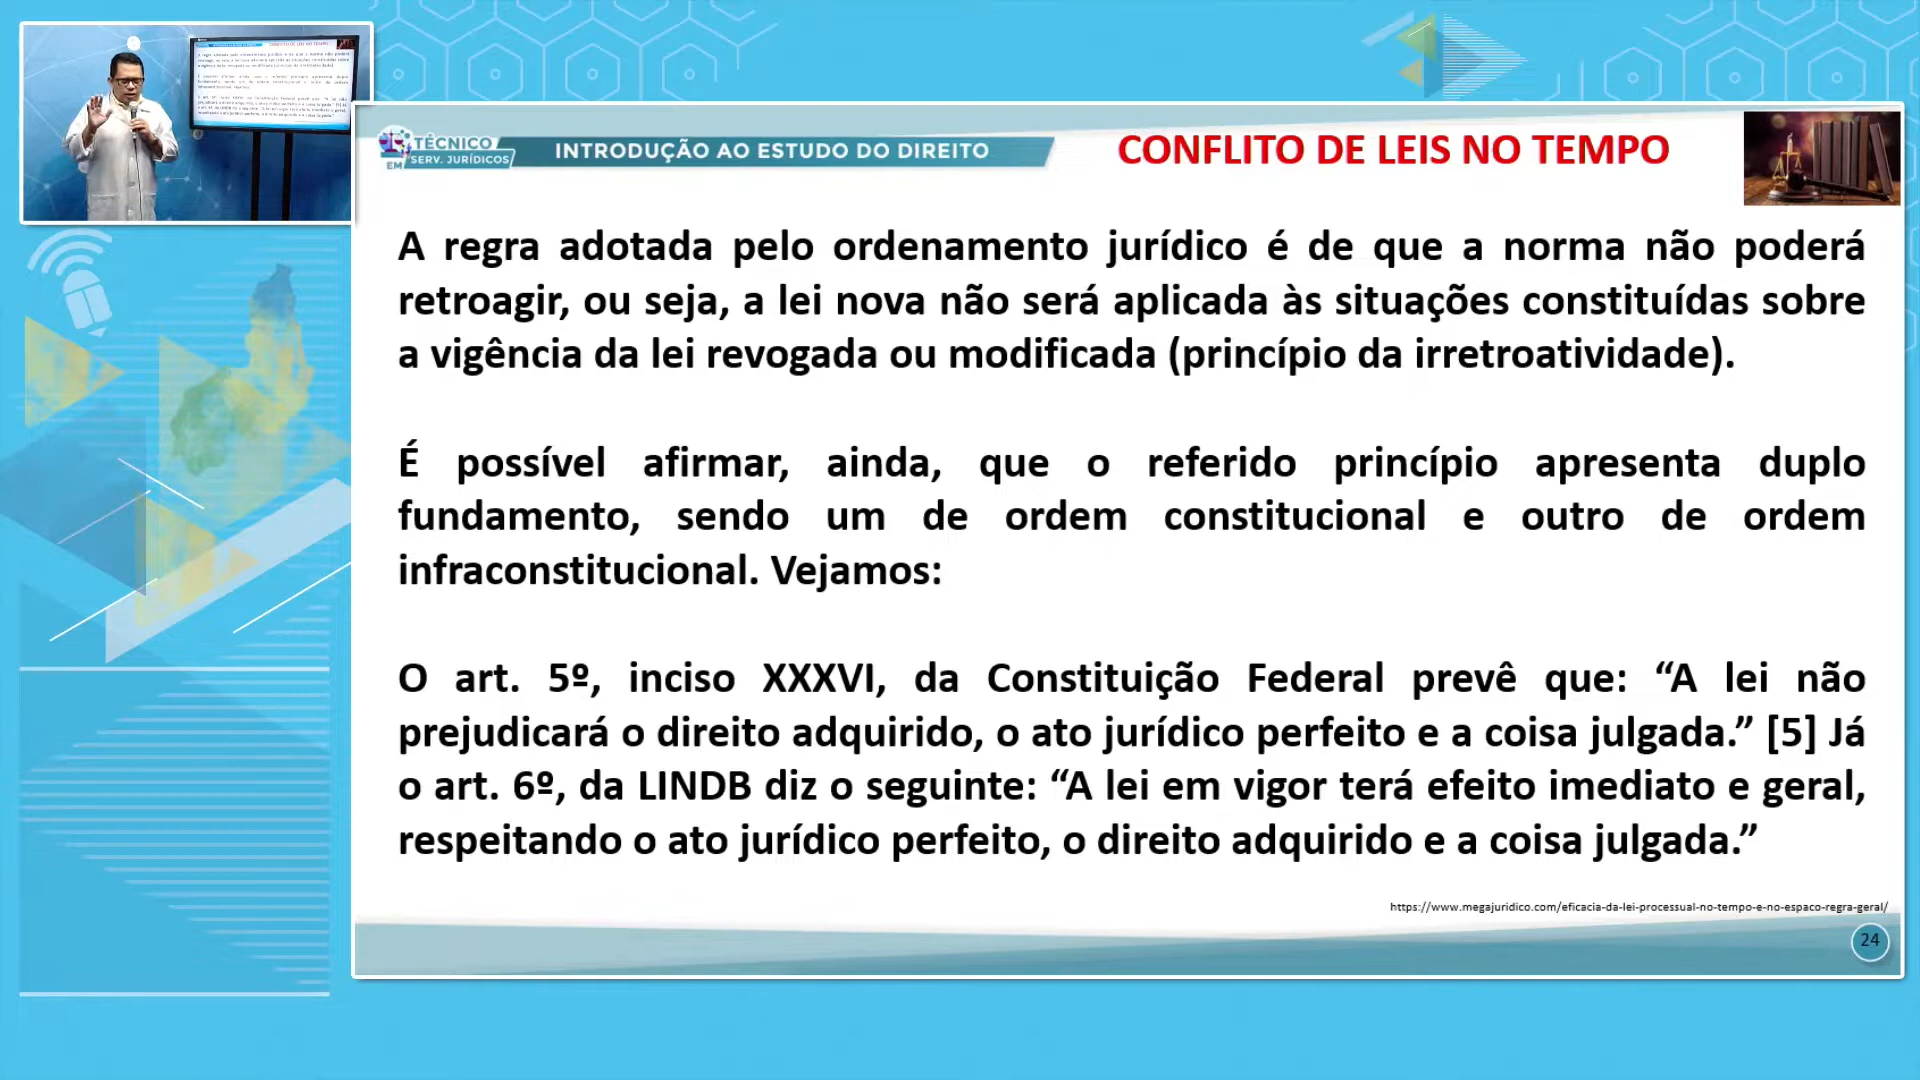 TÉCNICO
EM SERV. JURÍDICOS
INTRODUÇÃO AO ESTUDO DO DIREITO
CONFLITO DE LEIS NO TEMPO
A regra adotada pelo ordenamento jurídico é de que a norma não poderá
retroagir, ou seja, a lei nova não será aplicada às situações constituídas sobre
a vigência da lei revogada ou modificada (princípio da irretroatividade).
É possível afirmar, ainda, que o referido princípio apresenta duplo
fundamento, sendo um de ordem constitucional e outro de ordem
infraconstitucional. Vejamos:
O art. 5º, inciso XXXVI, da Constituição Federal prevê que: “A lei não
prejudicará o direito adquirido, o ato jurídico perfeito e a coisa julgada.” [5] Já
o art. 6º, da LINDB diz o seguinte: “A lei em vigor terá efeito imediato e geral,
respeitando o ato jurídico perfeito, o direito adquirido e a coisa julgada.”
https://www.megajuridico.com/eficacia-da-lei-processual-no-tempo-e-no-espaco-regra-geral/
24